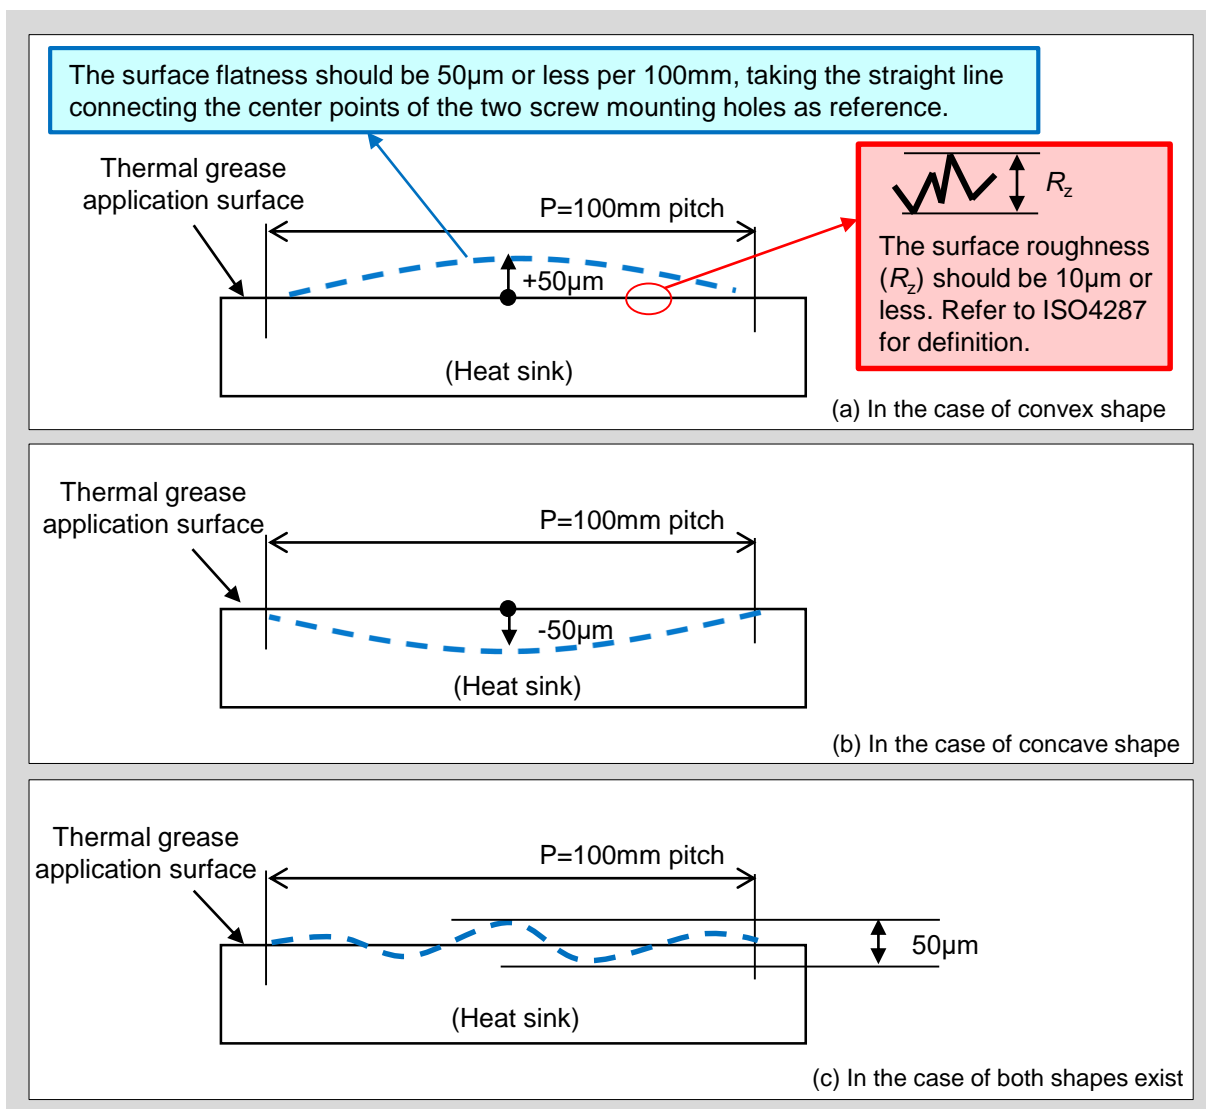 The surface flatness should be 50μm or less per 100mm, taking the straight line
connecting the center points of the two screw mounting holes as reference.
Thermal grease
application surface
P=100mm pitch
+50μm
(Heat sink)
Rz
The surface roughness
(Rz) should be 10μm or
less. Refer to ISO4287
for definition.
(a) In the case of convex shape
Thermal grease
application surface
P=100mm pitch
-50μm
(Heat sink)
(b) In the case of concave shape
Thermal grease
application surface
P=100mm pitch
50μm
(Heat sink)
(c) In the case of both shapes exist